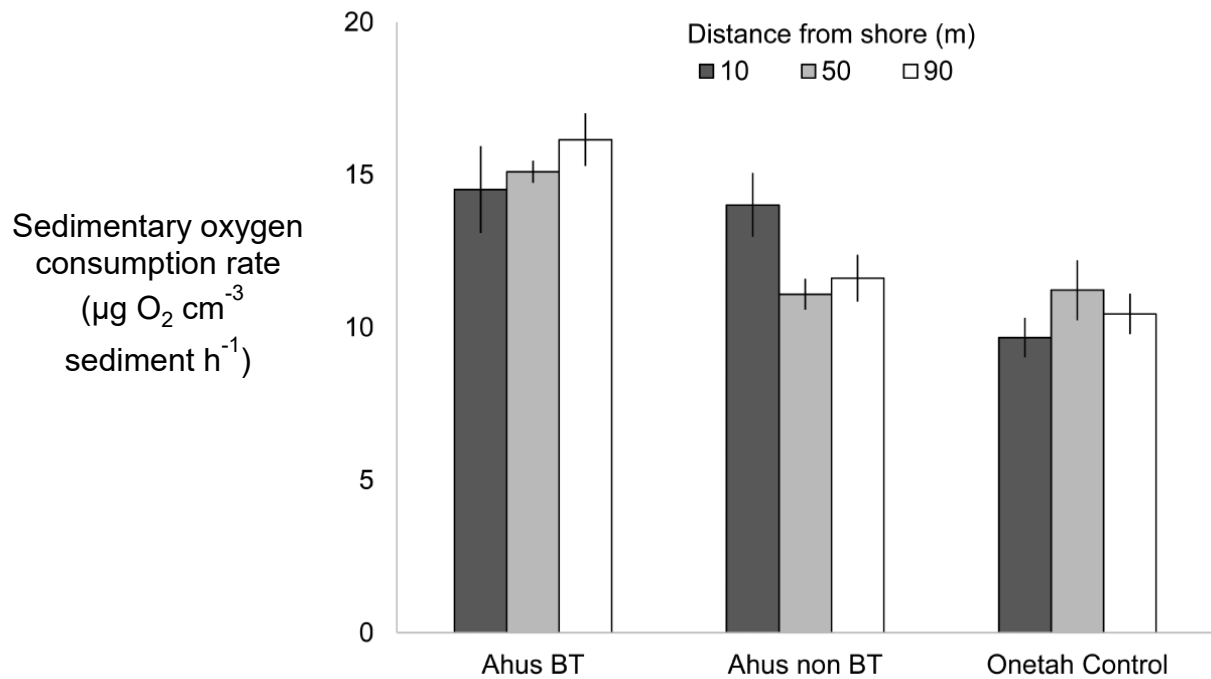 20
Distance from shore (m)
10 50 90
15
Sedimentary oxygen
consumption rate
(µg O₂ cm⁻³
sediment h⁻¹)
10
5
0
Ahus BT Ahus non BT Onetah Control